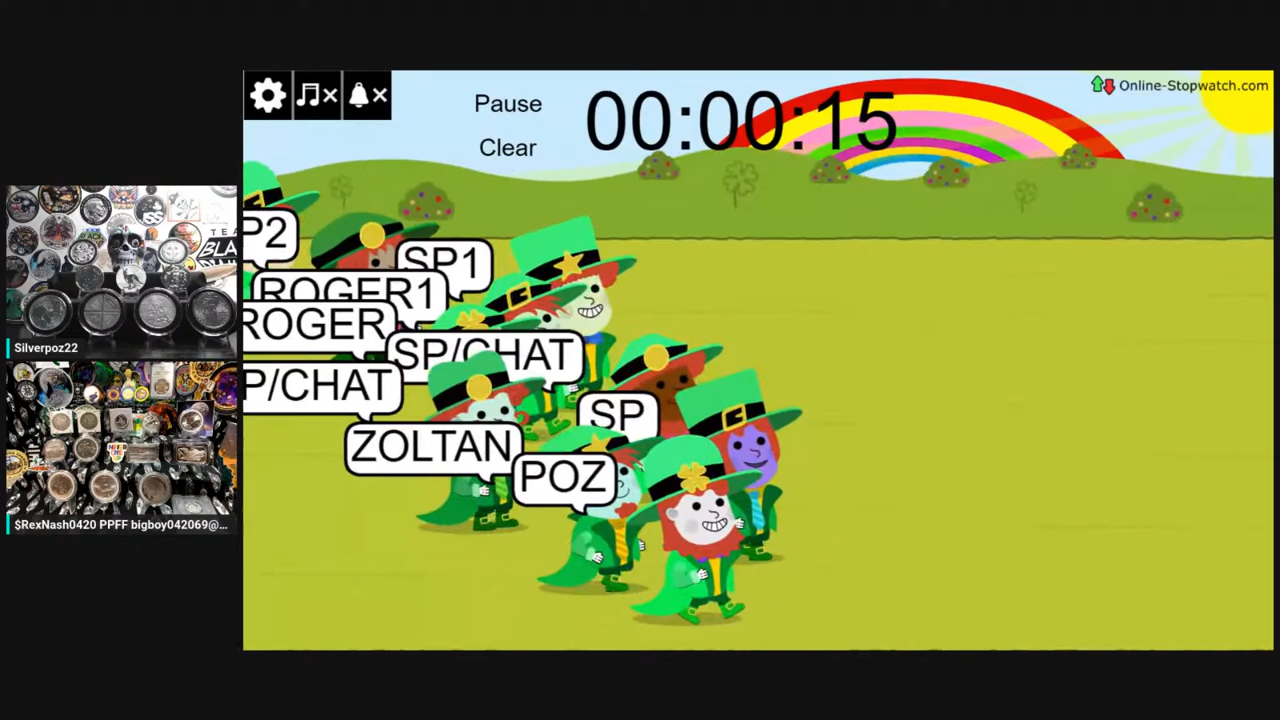 Pause
Clear
00:00:15
Online-Stopwatch.com
P2
SP1
ROGER1
ROGER
SP/CHAT
P/CHAT
SP
ZOLTAN
POZ
Silverpoz22
$RexNash0420 PPFF bigboy042069@...